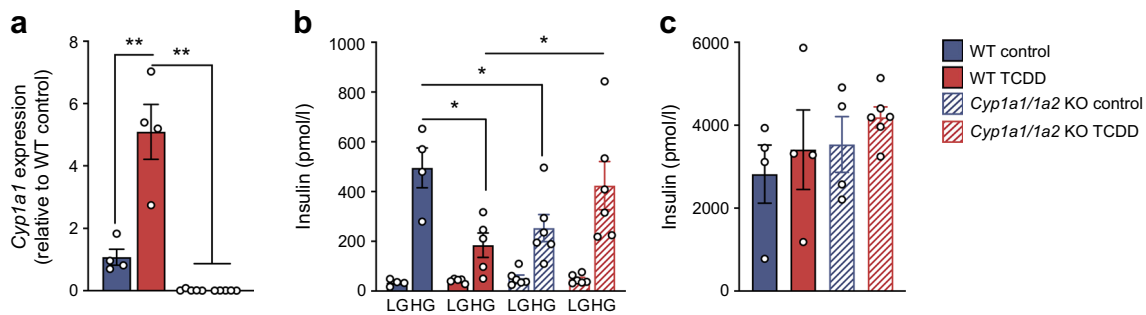 a
Cyp1a1 expression
(relative to WT control)
8
6
4
2
0
**
**
b
Insulin (pmol/l)
1000
800
600
400
200
0
*
*
*
LG HG LG HG LG HG LG HG
c
Insulin (pmol/l)
6000
4000
2000
0
WT control
WT TCDD
Cyp1a1/1a2 KO control
Cyp1a1/1a2 KO TCDD